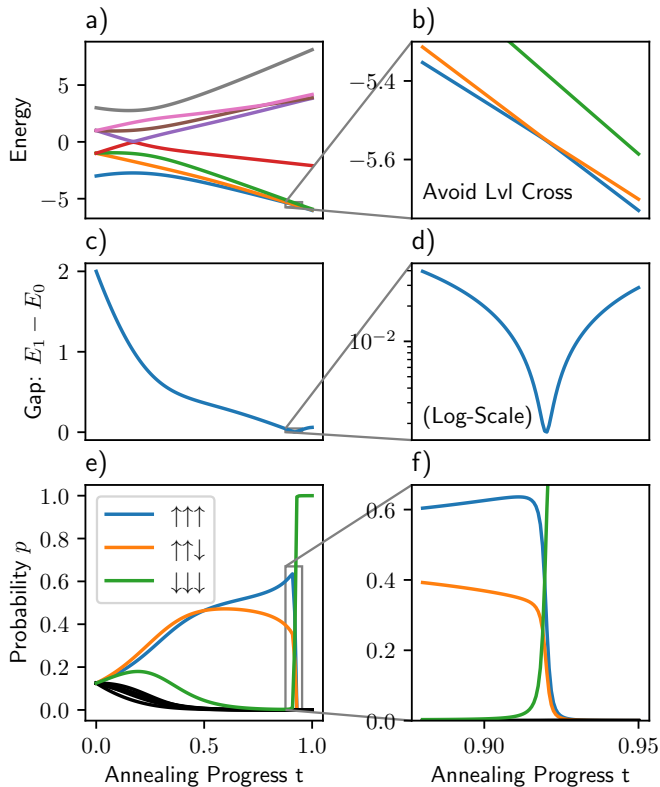 a)
b)
Energy
5
0
−5
−5.4
−5.6
Avoid Lvl Cross
c)
d)
Gap: E₁ − E₀
2
1
0
10⁻²
(Log-Scale)
e)
f)
Probability p
1.0
0.8
0.6
0.4
0.2
0.0
↑↑↑
↑↑↓
↓↓↓
0.6
0.4
0.2
0.0
0.0
0.5
1.0
0.90
0.95
Annealing Progress t
Annealing Progress t